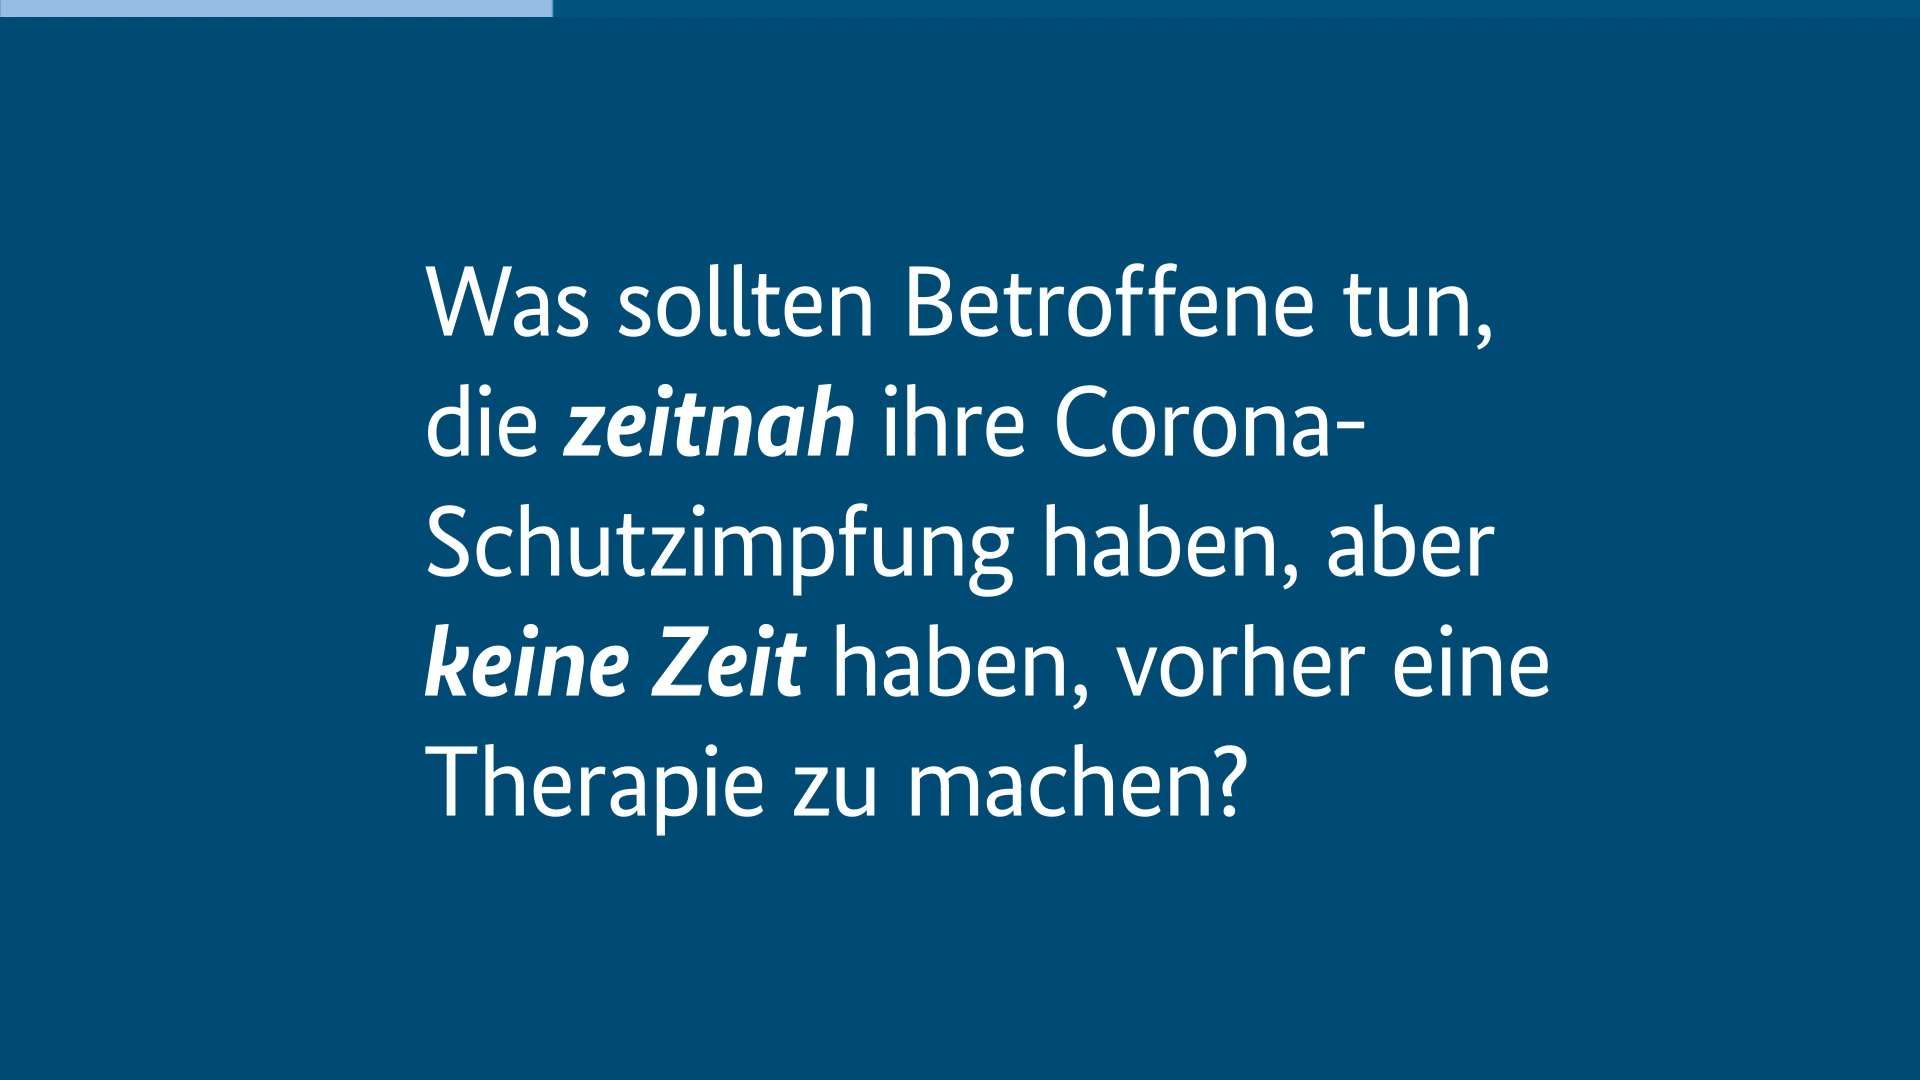 Was sollten Betroffene tun,
die zeitnah ihre Corona-
Schutzimpfung haben, aber
keine Zeit haben, vorher eine
Therapie zu machen?